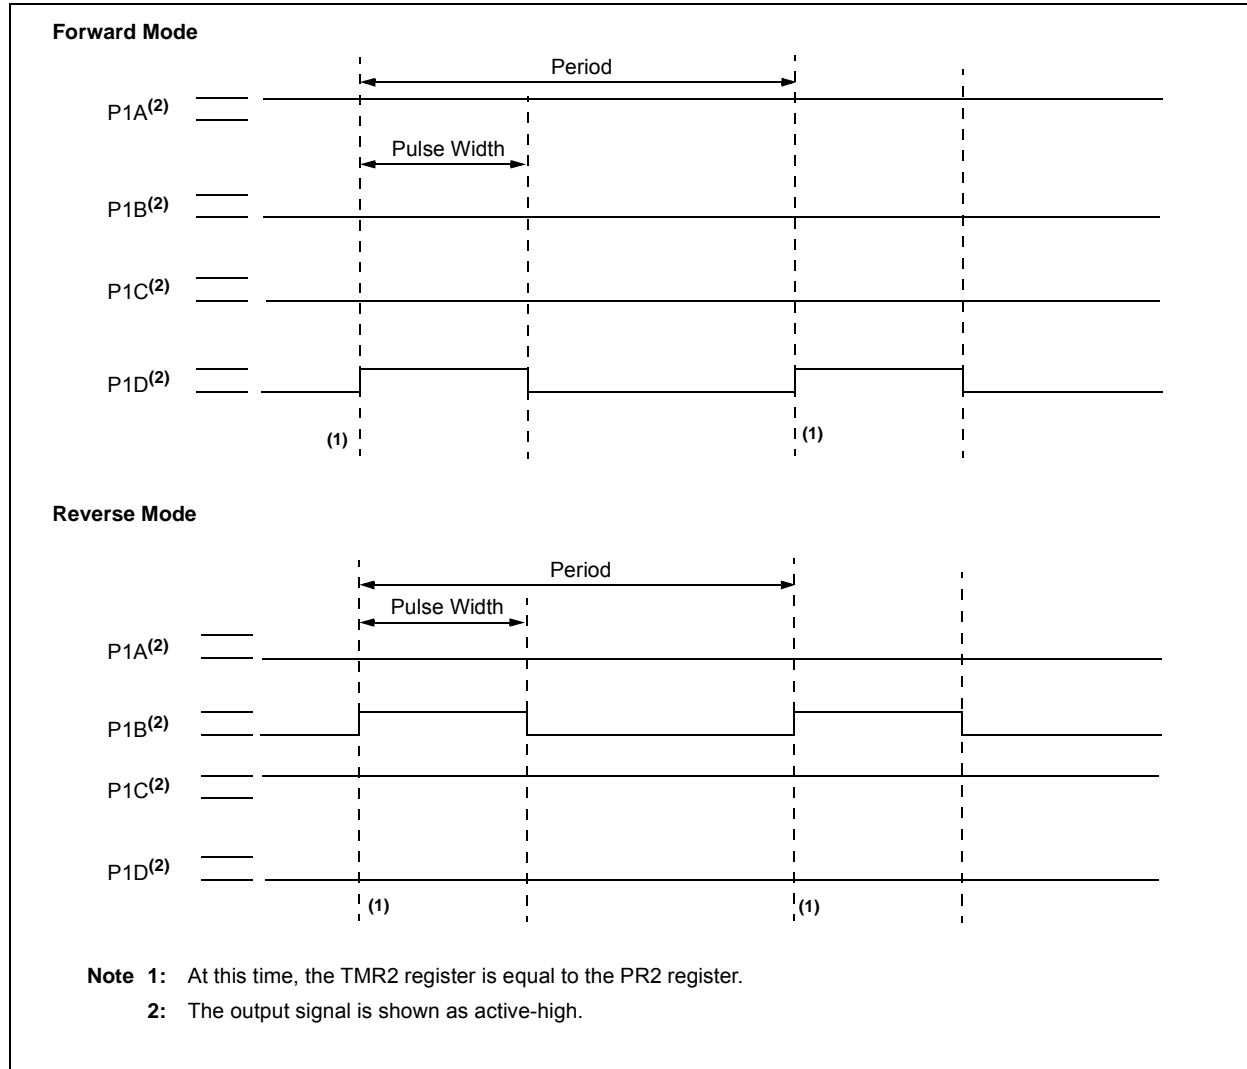 Forward Mode
Period
P1A(2)
Pulse Width
P1B(2)
P1C(2)
P1D(2)
(1)
(1)
Reverse Mode
Period
Pulse Width
P1A(2)
P1B(2)
P1C(2)
P1D(2)
(1)
(1)
Note 1: At this time, the TMR2 register is equal to the PR2 register.
2: The output signal is shown as active-high.